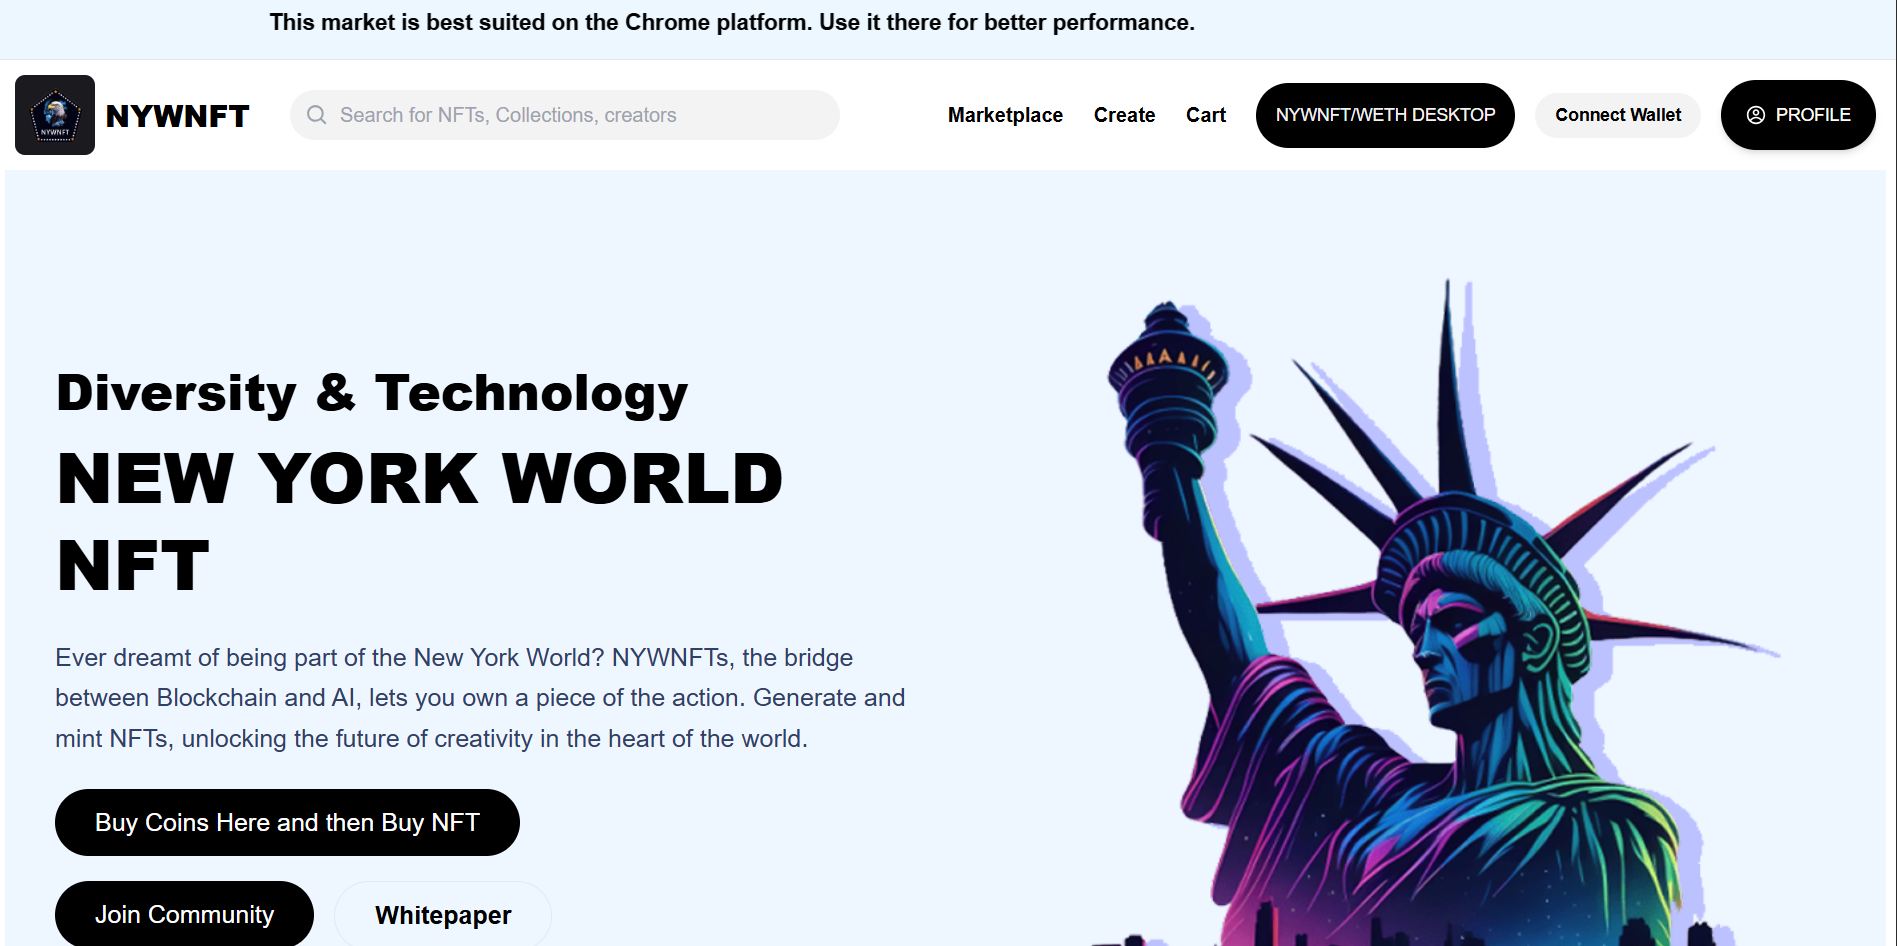 This market is best suited on the Chrome platform. Use it there for better performance.
NYWNFT
NYWNFT
Search for NFTs, Collections, creators
Marketplace
Create
Cart
NYWNFT/WETH DESKTOP
Connect Wallet
PROFILE
Diversity & Technology
NEW YORK WORLD
NFT
Ever dreamt of being part of the New York World? NYWNFTs, the bridge
between Blockchain and AI, lets you own a piece of the action. Generate and
mint NFTs, unlocking the future of creativity in the heart of the world.
Buy Coins Here and then Buy NFT
Join Community
Whitepaper